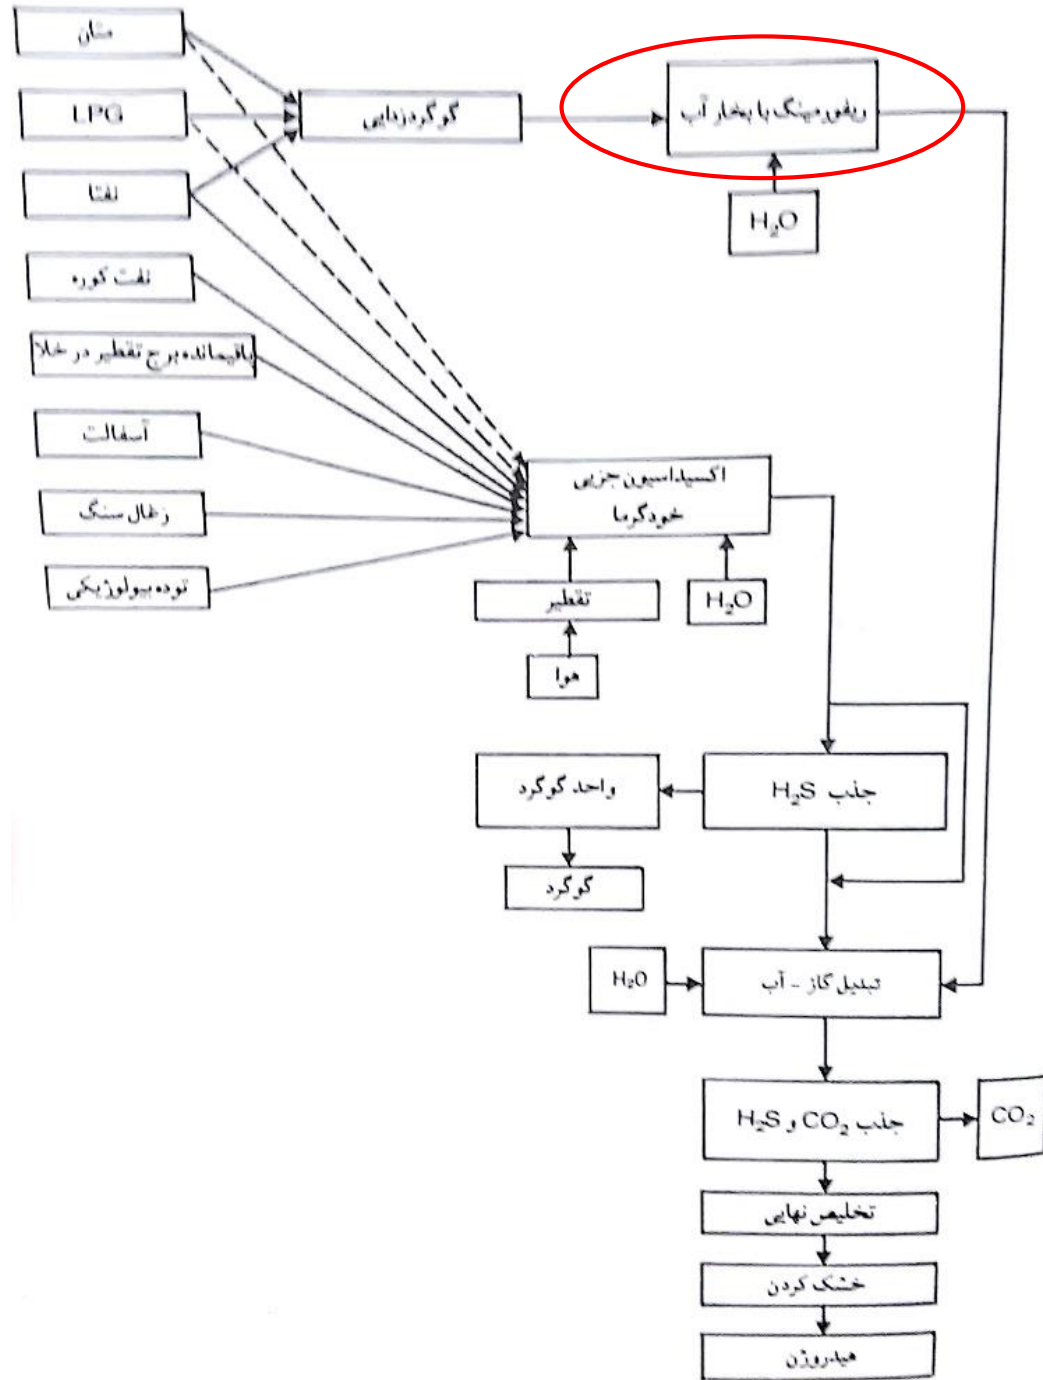 متان
LPG
نفتا
نفت کوره
باقیمانده برج تقطیر در خلا
آسفالت
زغال سنگ
توده بیولوژیکی
گوگردزدایی
ریفورمینگ با بخار آب
H₂O
اکسیداسیون جزیی
خودگرما
تقطیر
H₂O
هوا
واحد گوگرد
جذب H₂S
گوگرد
H₂O
تبدیل گاز - آب
جذب CO₂ و H₂S
CO₂
تخلیص نهایی
خشک کردن
هیدروژن